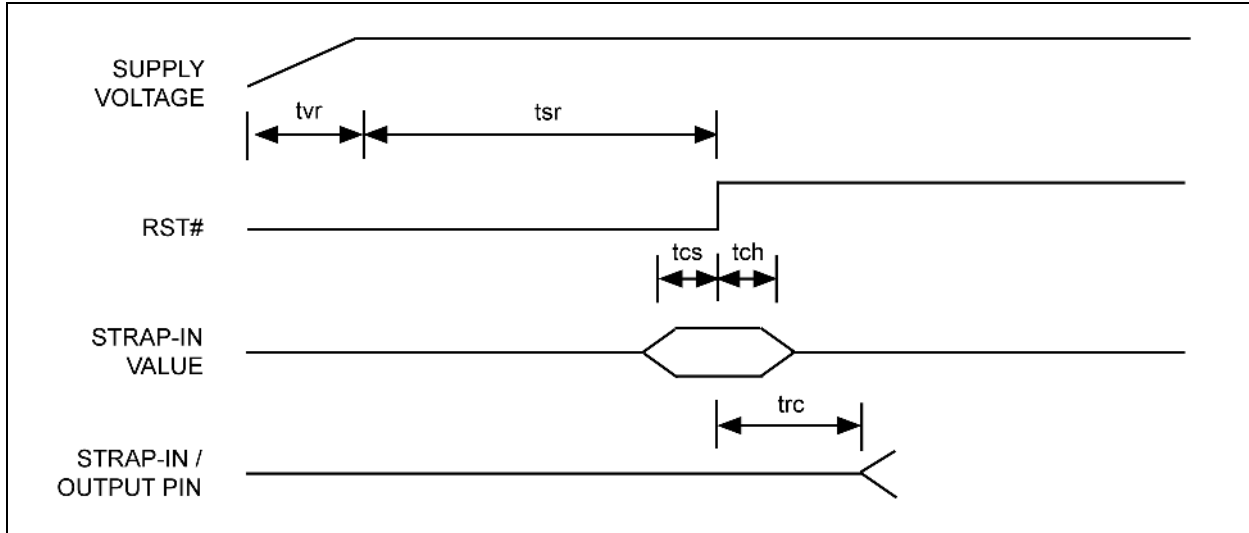 SUPPLY
VOLTAGE
tvr
tsr
RST#
tcs
tch
STRAP-IN
VALUE
trc
STRAP-IN /
OUTPUT PIN